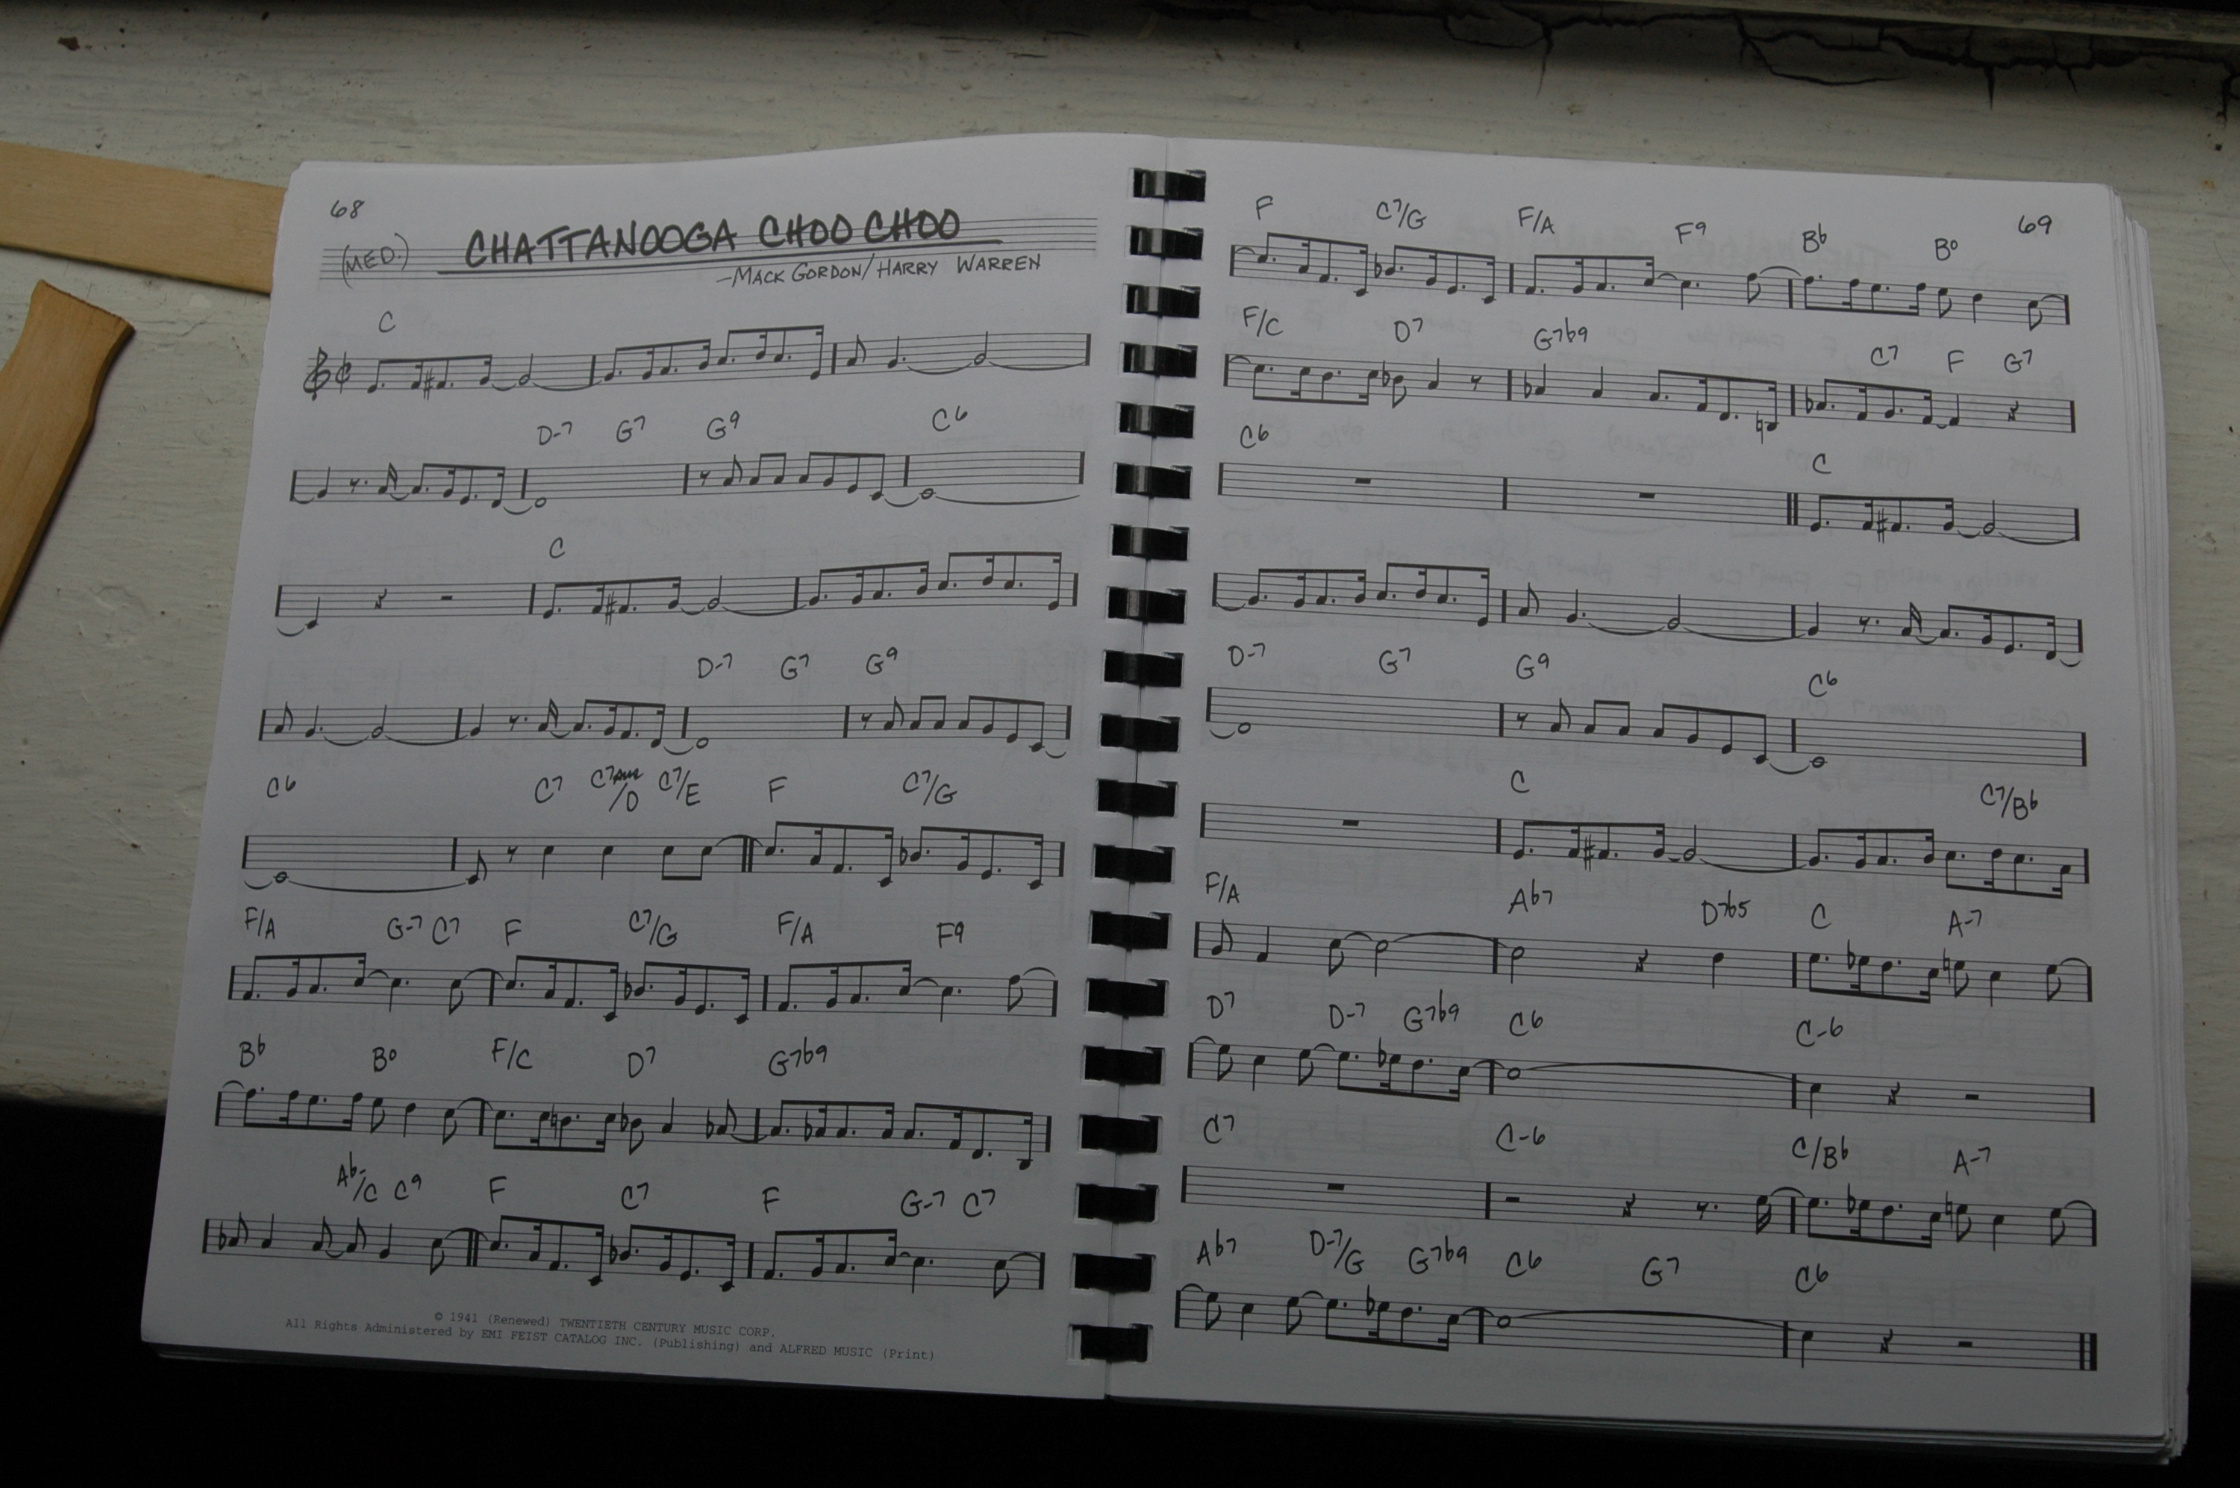 68
CHATTANOOGA CHOO CHOO
(MED.)
—MACK GORDON/HARRY WARREN
C
D-7 G7 G9 C6
C
D-7 G7 G9
C6 C7 /D C7/E F C7/G
F/A G-7 C7 F C7/G F/A F9
Bb Bo F/C D7 G7b9
Ab-/C C9 F C7 F G-7 C7
© 1941 (Renewed) TWENTIETH CENTURY MUSIC CORP.
All Rights Administered by EMI FEIST CATALOG INC. (Publishing) and ALFRED MUSIC (Print)
69
F C7/G F/A F9 Bb Bo
F/C D7 G7b9 C7 F G7
C6 C
D-7 G7 G9 C6
C C7/Bb
F/A Ab7 D7b5 C A-7
D7 D-7 G7b9 C6 C-6
C7 C-6 C/Bb A-7
Ab7 D-7/G G7b9 C6 G7 C6